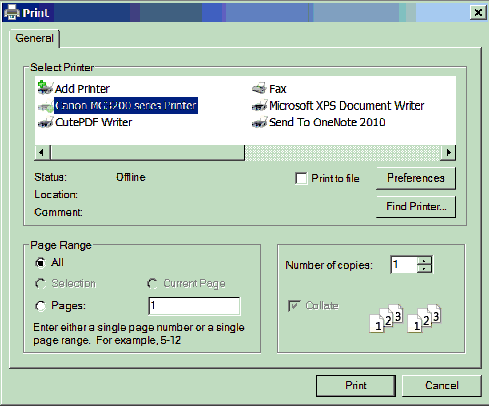 Print
General
Select Printer
Add Printer
Fax
Canon MG3200 series Printer
Microsoft XPS Document Writer
CutePDF Writer
Send To OneNote 2010
Status: Offline
Print to file
Preferences
Location:
Comment:
Find Printer...
Page Range
All
Selection
Current Page
Pages: 1
Enter either a single page number or a single
page range. For example, 5-12
Number of copies: 1
Collate
1 2 3 1 2 3
Print
Cancel